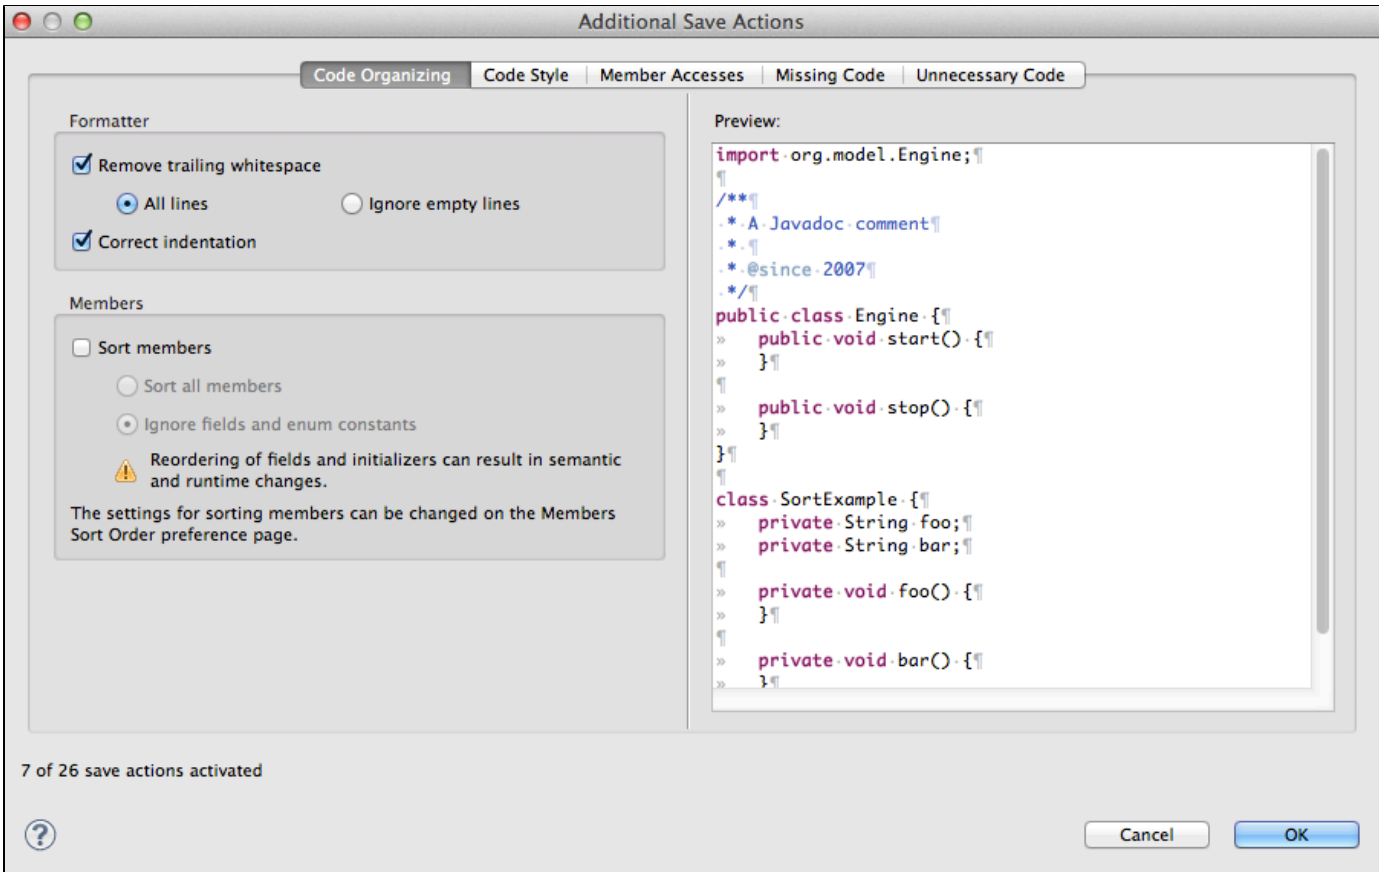 Additional Save Actions
Code Organizing
Code Style
Member Accesses
Missing Code
Unnecessary Code
Formatter
Remove trailing whitespace
All lines
Ignore empty lines
Correct indentation
Members
Sort members
Sort all members
Ignore fields and enum constants
Reordering of fields and initializers can result in semantic
and runtime changes.
The settings for sorting members can be changed on the Members
Sort Order preference page.
Preview:
import·org.model.Engine;¶
¶
/**¶
·*·A·Javadoc·comment¶
·*·¶
·*·@since·2007¶
·*/¶
public·class·Engine·{¶
»   public·void·start()·{¶
»   }¶
¶
»   public·void·stop()·{¶
»   }¶
}¶
¶
class·SortExample·{¶
»   private·String·foo;¶
»   private·String·bar;¶
¶
»   private·void·foo()·{¶
»   }¶
¶
»   private·void·bar()·{¶
»   }¶
7 of 26 save actions activated
?
Cancel
OK